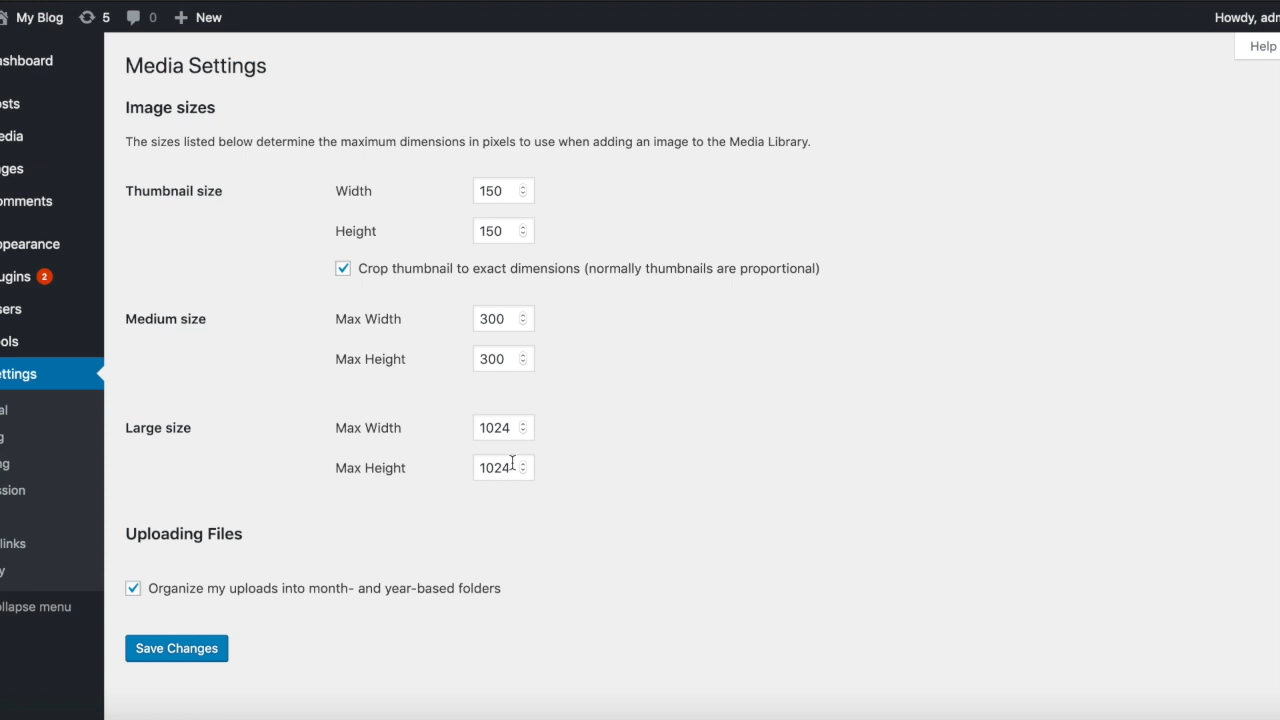 My Blog 5 0 New Howdy, adm
Help
ashboard
osts
edia
ages
omments
ppearance
ugins 2
sers
ools
ettings
al
g
ng
ssion
links
y
ollapse menu
Media Settings
Image sizes
The sizes listed below determine the maximum dimensions in pixels to use when adding an image to the Media Library.
Thumbnail size Width 150
Height 150
Crop thumbnail to exact dimensions (normally thumbnails are proportional)
Medium size Max Width 300
Max Height 300
Large size Max Width 1024
Max Height 1024
Uploading Files
Organize my uploads into month- and year-based folders
Save Changes